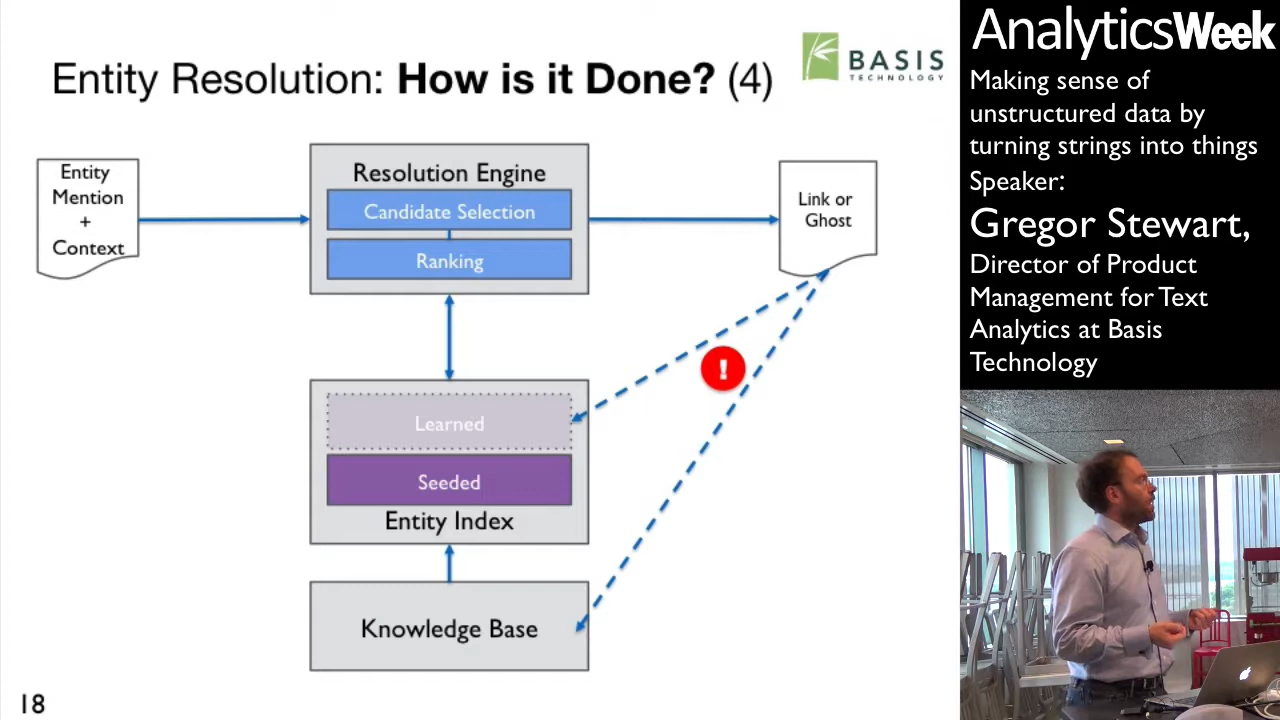 Entity Resolution: How is it Done? (4)
BASIS
TECHNOLOGY
Entity
Mention
+
Context
Resolution Engine
Candidate Selection
Ranking
Link or
Ghost
!
Learned
Seeded
Entity Index
Knowledge Base
18
AnalyticsWeek
Making sense of
unstructured data by
turning strings into things
Speaker:
Gregor Stewart,
Director of Product
Management for Text
Analytics at Basis
Technology